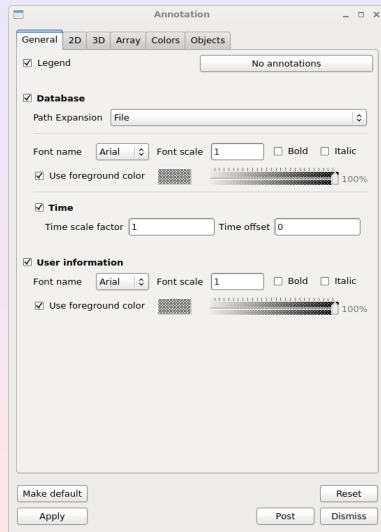 Annotation
General 2D 3D Array Colors Objects
Legend No annotations
Database
Path Expansion File
Font name Arial Font scale 1 Bold Italic
Use foreground color 100%
Time
Time scale factor 1 Time offset 0
User information
Font name Arial Font scale 1 Bold Italic
Use foreground color 100%
Make default Reset
Apply Post Dismiss